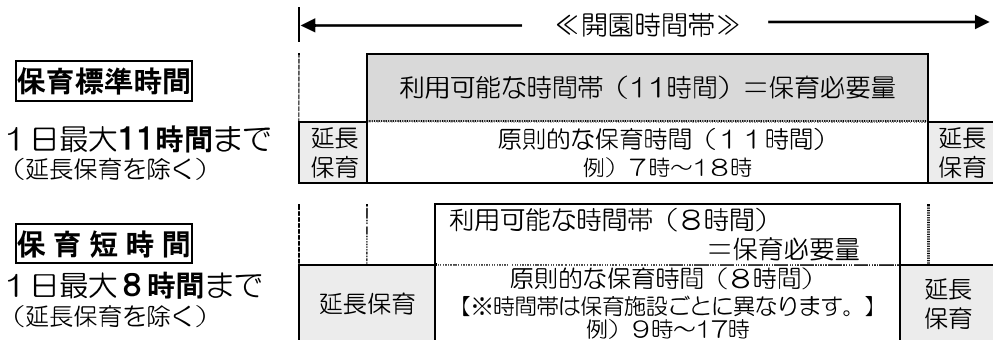 ≪開園時間帯≫
保育標準時間
1日最大11時間まで
(延長保育を除く)
利用可能な時間帯（11時間）＝保育必要量
延長
保育
原則的な保育時間（11時間）
例）7時～18時
延長
保育
保育短時間
1日最大8時間まで
(延長保育を除く)
利用可能な時間帯（8時間）
＝保育必要量
延長保育
原則的な保育時間（8時間）
【※時間帯は保育施設ごとに異なります。】
例）9時～17時
延長
保育